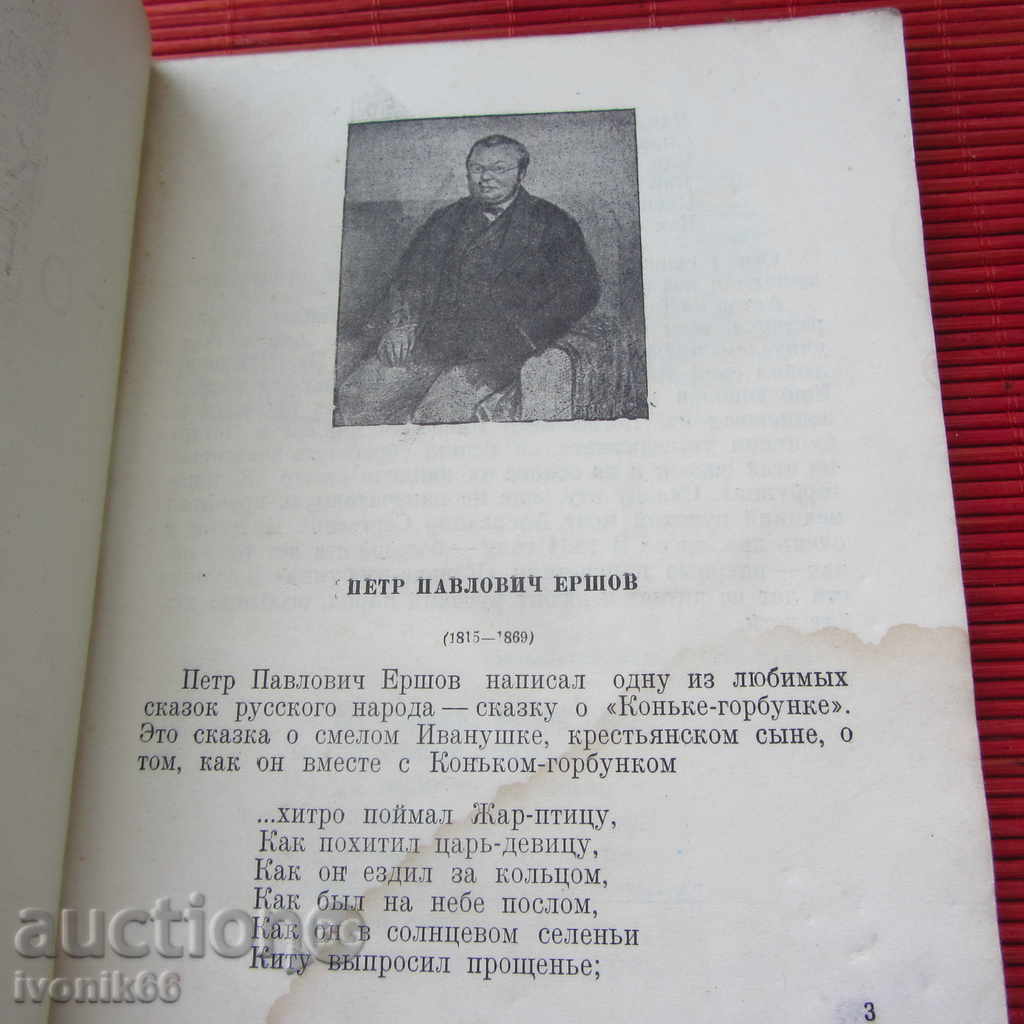 ПЕТР ПАВЛОВИЧ ЕРШОВ
(1815—1869)
Петр Павлович Ершов написал одну из любимых
сказок русского народа — сказку о «Коньке-горбунке».
Это сказка о смелом Иванушке, крестьянском сыне, о
том, как он вместе с Коньком-горбунком
...хитро поймал Жар-птицу,
Как похитил царь-девицу,
Как он ездил за кольцом,
Как был на небе послом,
Как он в солнцевом селеньи
Киту выпросил прощенье;
3
auctions
ivonik66